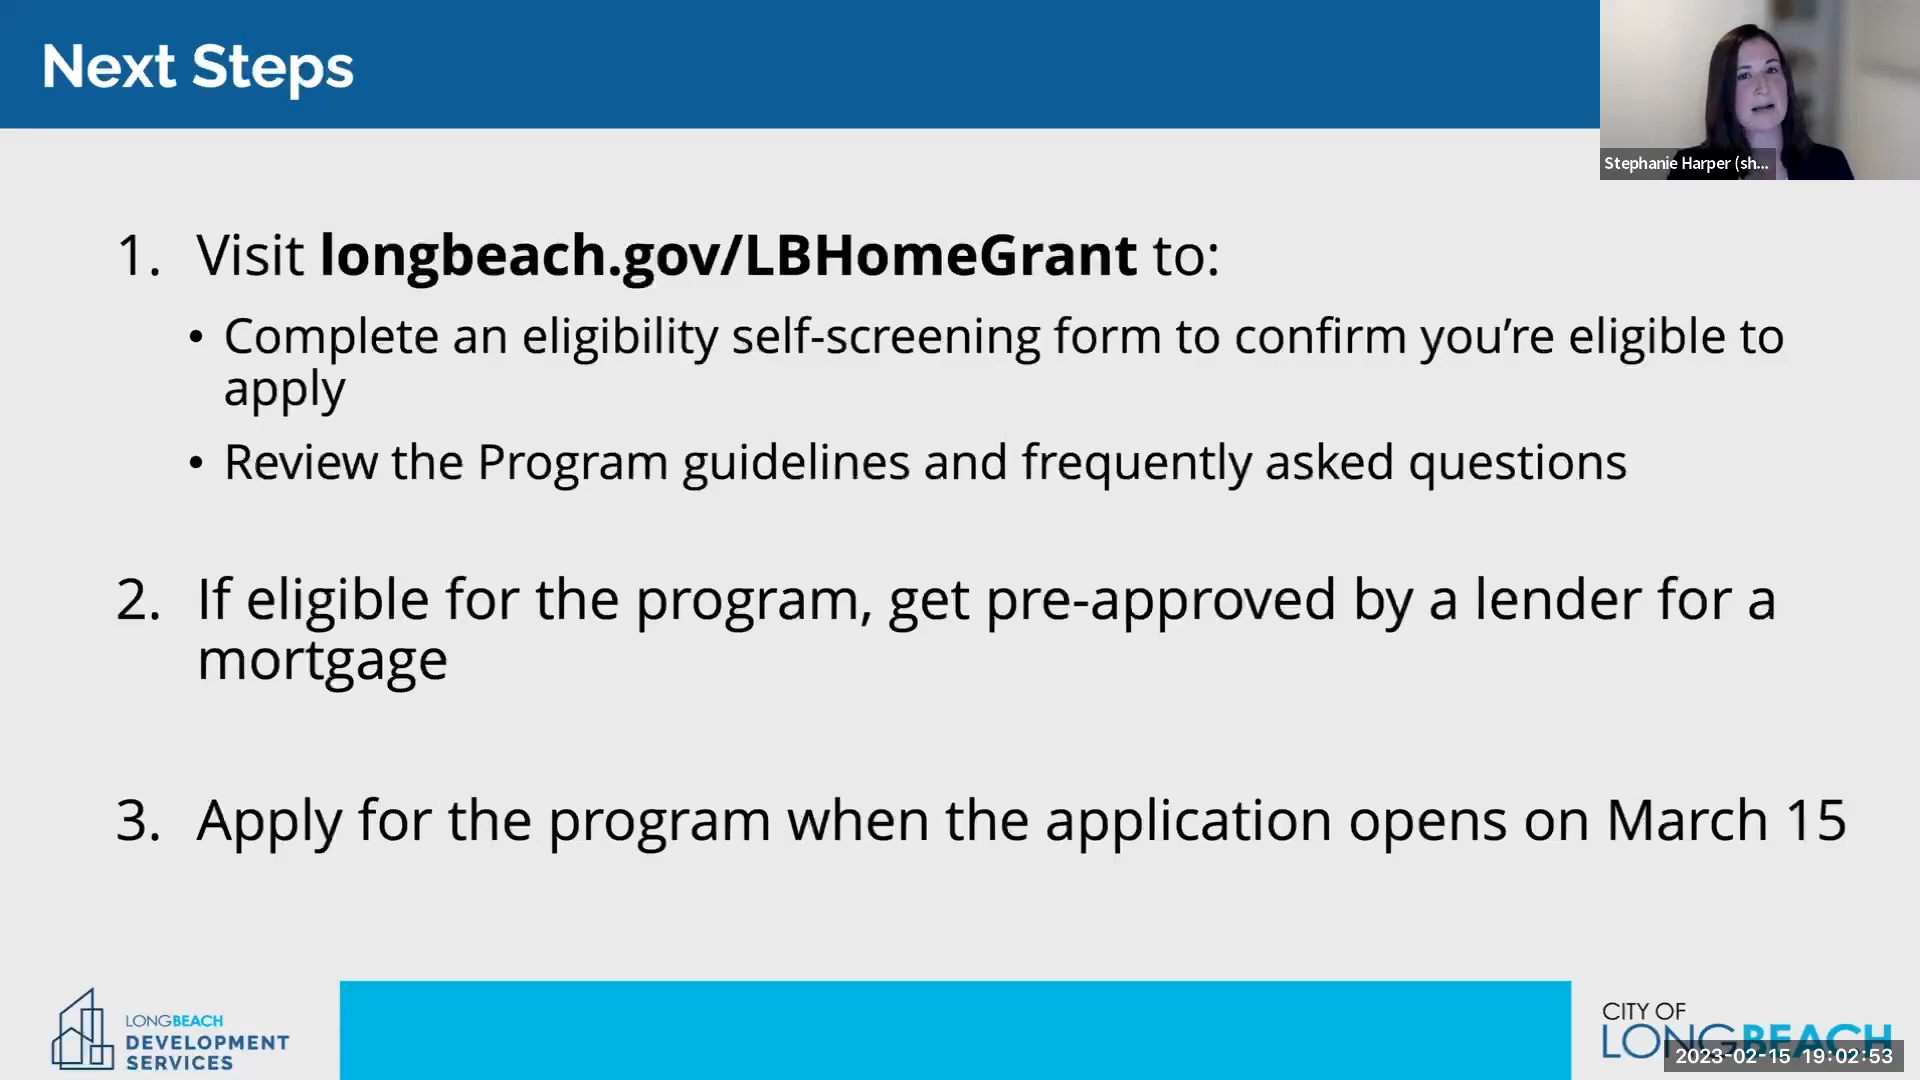 Next Steps
Stephanie Harper (sh...
1. Visit longbeach.gov/LBHomeGrant to:
• Complete an eligibility self-screening form to confirm you’re eligible to
apply
• Review the Program guidelines and frequently asked questions
2. If eligible for the program, get pre-approved by a lender for a
mortgage
3. Apply for the program when the application opens on March 15
LONGBEACH
DEVELOPMENT
SERVICES
CITY OF
LONGBEACH
2023-02-15 19:02:53